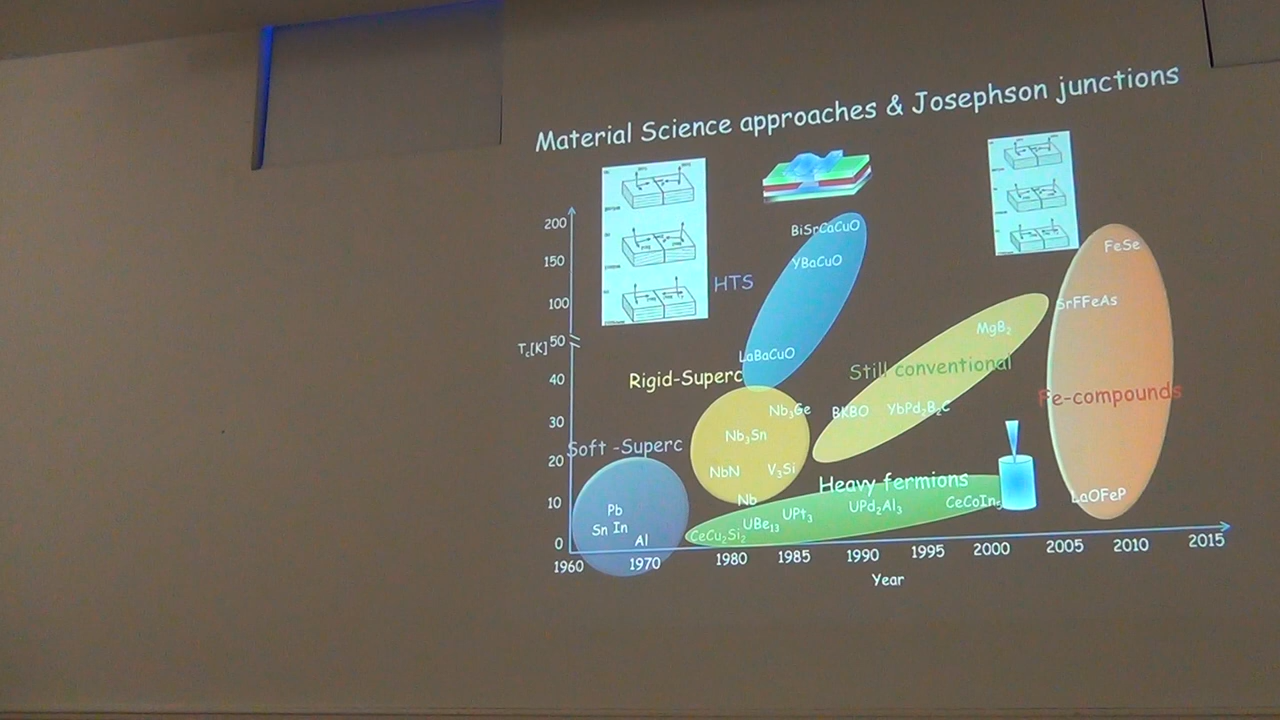 Material Science approaches & Josephson junctions
200
150
100
50
Tc[K]
40
30
20
10
0
HTS
BiSrCaCuO
YBaCuO
LaBaCuO
Rigid-Superc
Nb₃Ge
Nb₃Sn
NbN
V₃Si
Nb
Soft -Superc
Pb
Sn In
Al
Still conventional
MgB₂
BKBO
YbPd₂B₂C
Heavy fermions
CeCu₂Si₂
UBe₁₃
UPt₃
UPd₂Al₃
CeCoIn₅
FeSe
SrFFeAs
Fe-compounds
LaOFeP
1960 1970 1980 1985 1990 1995 2000 2005 2010 2015
Year